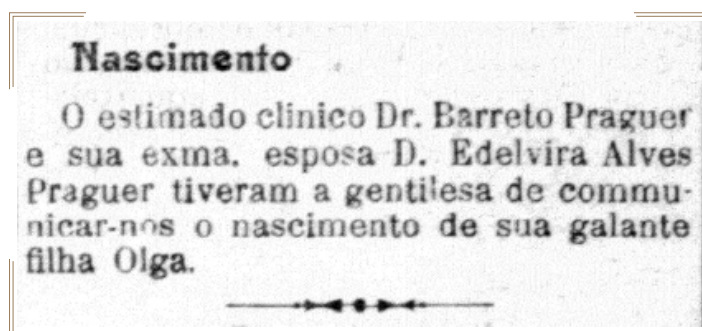 Nascimento
O estimado clinico Dr. Barreto Praguer
e sua exma. esposa D. Edelvira Alves
Praguer tiveram a gentilesa de commu-
nicar-nos o nascimento de sua galante
filha Olga.